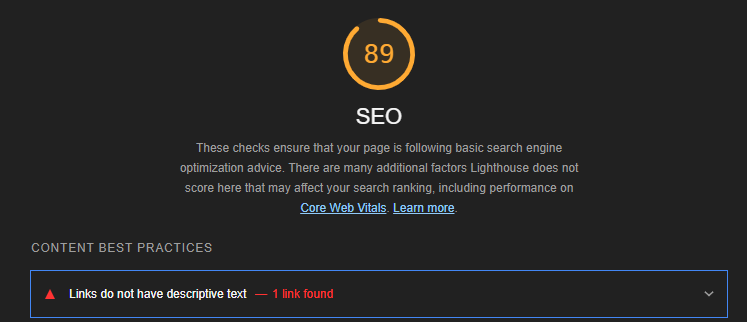 89
SEO
These checks ensure that your page is following basic search engine
optimization advice. There are many additional factors Lighthouse does not
score here that may affect your search ranking, including performance on
Core Web Vitals. Learn more.
CONTENT BEST PRACTICES
Links do not have descriptive text — 1 link found